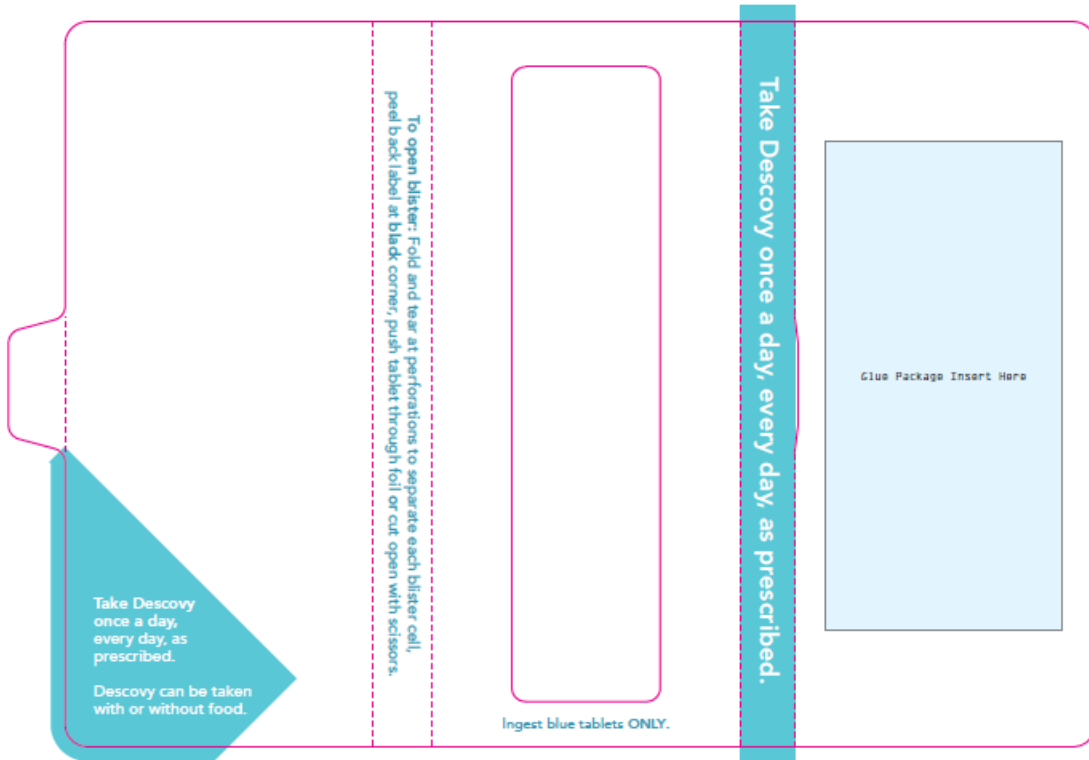 Take Descovy
once a day,
every day, as
prescribed.
Descovy can be taken
with or without food.
To open blister: Fold and tear at perforations to separate each blister cell,
peel back label at black corner, push tablet through foil or cut open with scissors.
Ingest blue tablets ONLY.
Take Descovy once a day, every day, as prescribed.
Glue Package Insert Here